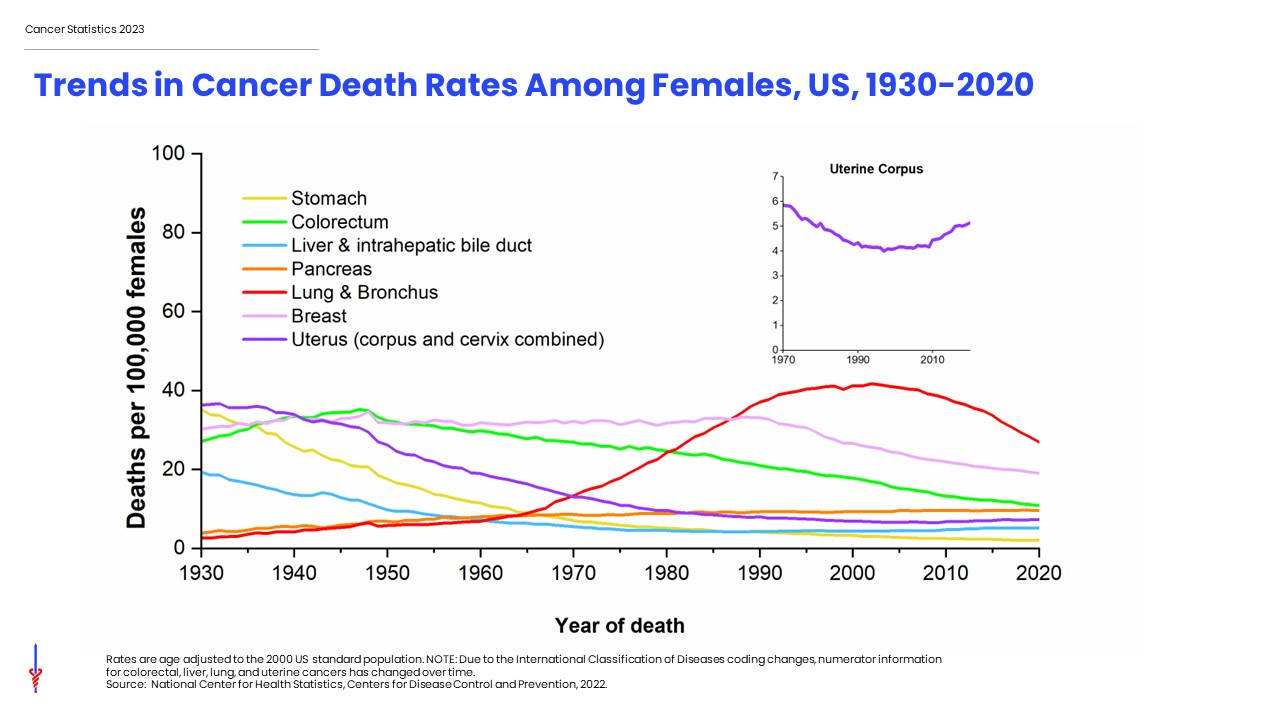 Cancer Statistics 2023
Trends in Cancer Death Rates Among Females, US, 1930-2020
100
80
60
40
20
0
Deaths per 100,000 females
Stomach
Colorectum
Liver & intrahepatic bile duct
Pancreas
Lung & Bronchus
Breast
Uterus (corpus and cervix combined)
Uterine Corpus
7
6
5
4
3
2
1
0
1970 1990 2010
1930 1940 1950 1960 1970 1980 1990 2000 2010 2020
Year of death
Rates are age adjusted to the 2000 US standard population. NOTE: Due to the International Classification of Diseases coding changes, numerator information
for colorectal, liver, lung, and uterine cancers has changed over time.
Source: National Center for Health Statistics, Centers for Disease Control and Prevention, 2022.